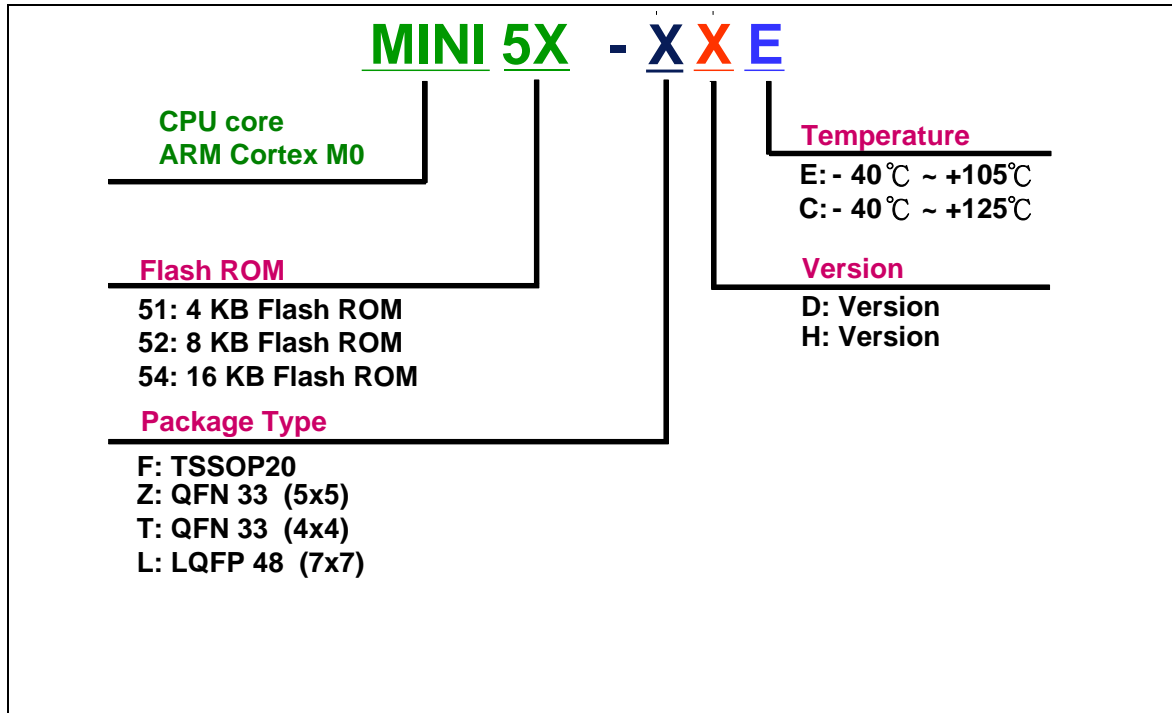 MINI 5X - X X E
CPU core
ARM Cortex M0
Temperature
E: - 40℃ ~ +105℃
C: - 40℃ ~ +125℃
Flash ROM
51: 4 KB Flash ROM
52: 8 KB Flash ROM
54: 16 KB Flash ROM
Version
D: Version
H: Version
Package Type
F: TSSOP20
Z: QFN 33 (5x5)
T: QFN 33 (4x4)
L: LQFP 48 (7x7)